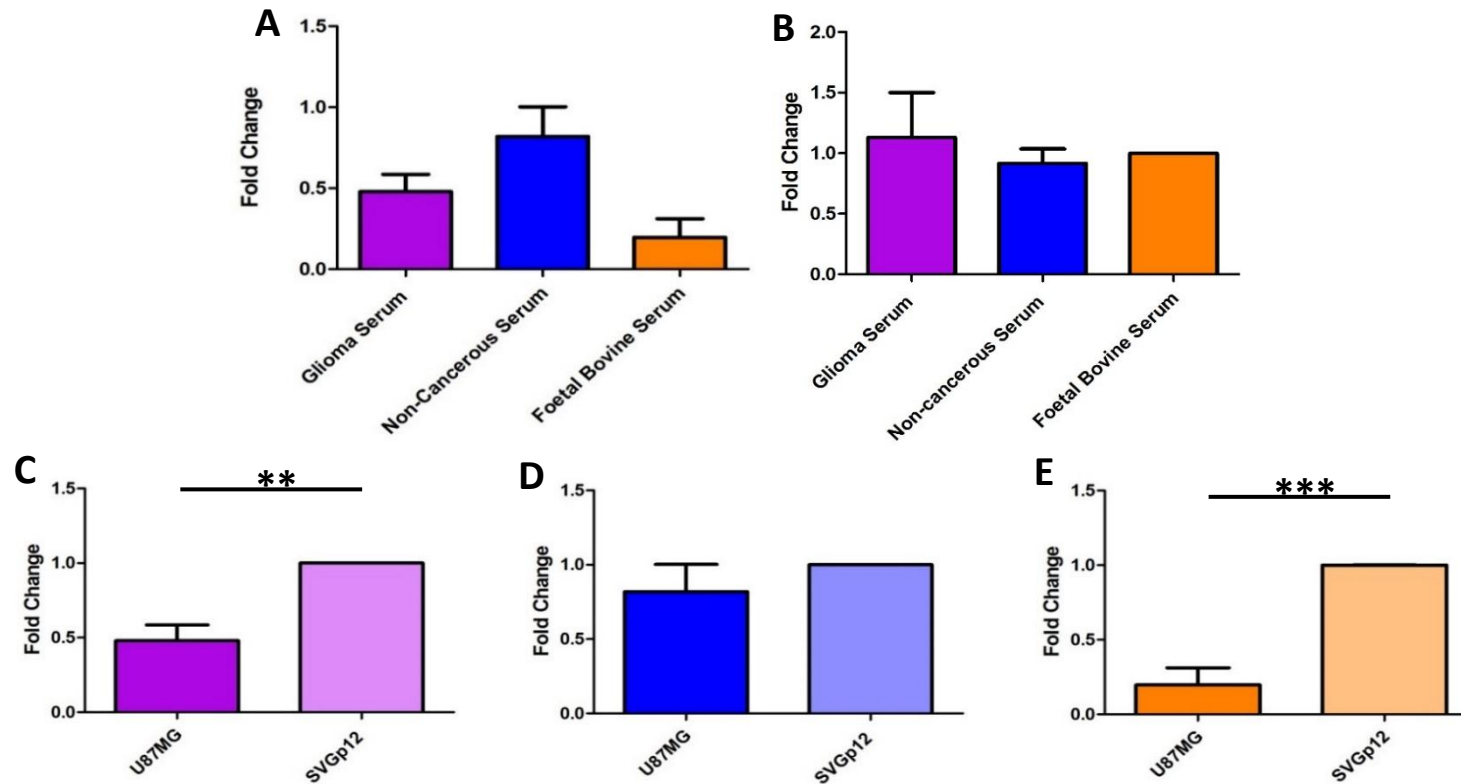 A
Fold Change
1.5
1.0
0.5
0.0
Glioma Serum
Non-Cancerous Serum
Foetal Bovine Serum
B
Fold Change
2.0
1.5
1.0
0.5
0.0
Glioma Serum
Non-cancerous Serum
Foetal Bovine Serum
C
**
Fold Change
1.5
1.0
0.5
0.0
U87MG
SVGp12
D
Fold Change
1.5
1.0
0.5
0.0
U87MG
SVGp12
E
***
Fold Change
1.5
1.0
0.5
0.0
U87MG
SVGp12